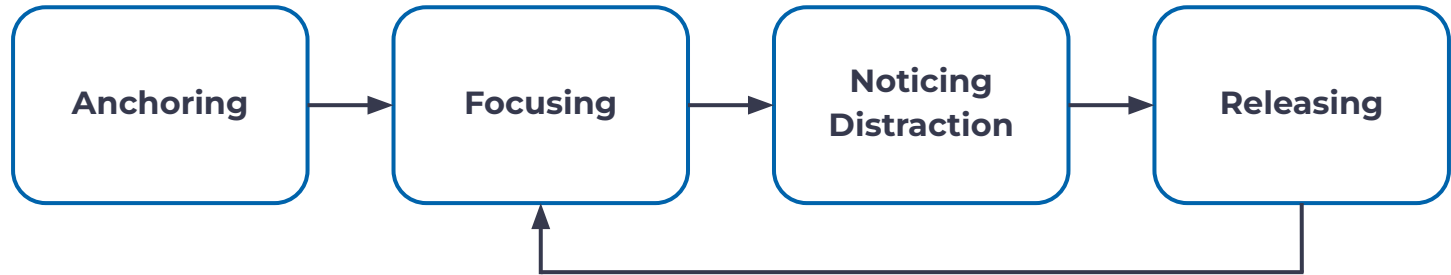 Anchoring
Focusing
Noticing
Distraction
Releasing